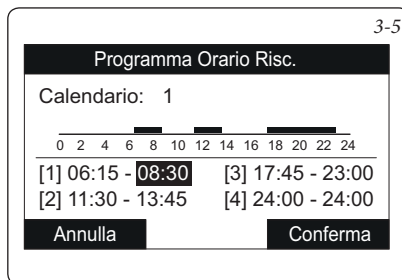 3-5
Programma Orario Risc.
Calendario: 1
0 2 4 6 8 10 12 14 16 18 20 22 24
[1] 06:15 - 08:30 [3] 17:45 - 23:00
[2] 11:30 - 13:45 [4] 24:00 - 24:00
Annulla Conferma